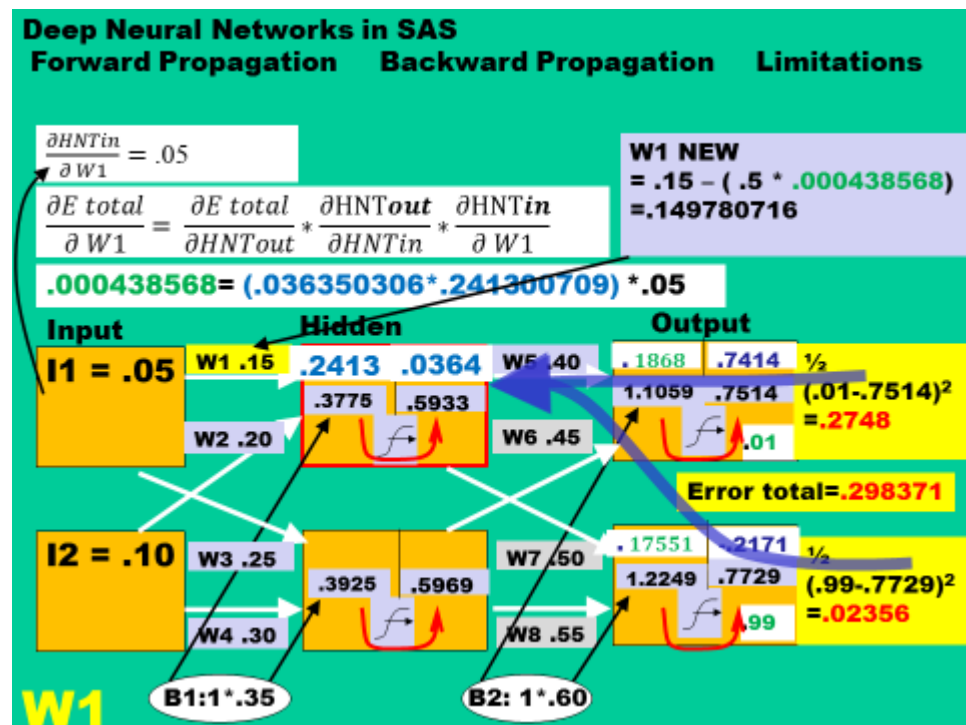 Deep Neural Networks in SAS
Forward Propagation Backward Propagation Limitations
∂HNTin
∂ W1
= .05
W1 NEW
= .15 – ( .5 * .000438568)
=.149780716
∂E total / ∂ W1 = ∂E total / ∂HNTout * ∂HNTout / ∂HNTin * ∂HNTin / ∂ W1
.000438568= (.036350306*.241300709) *.05
Input Hidden Output
I1 = .05
W1 .15
.2413 .0364
W5 .40
.1868 .7414
½
.3775 .5933
1.1059 .7514
(.01-.7514)²
=.2748
W2 .20
W6 .45
.01
Error total=.298371
I2 = .10
W3 .25
W7 .50
.17551 -.2171
½
.3925 .5969
1.2249 .7729
(.99-.7729)²
=.02356
W4 .30
W8 .55
.99
W1
B1:1*.35
B2: 1*.60